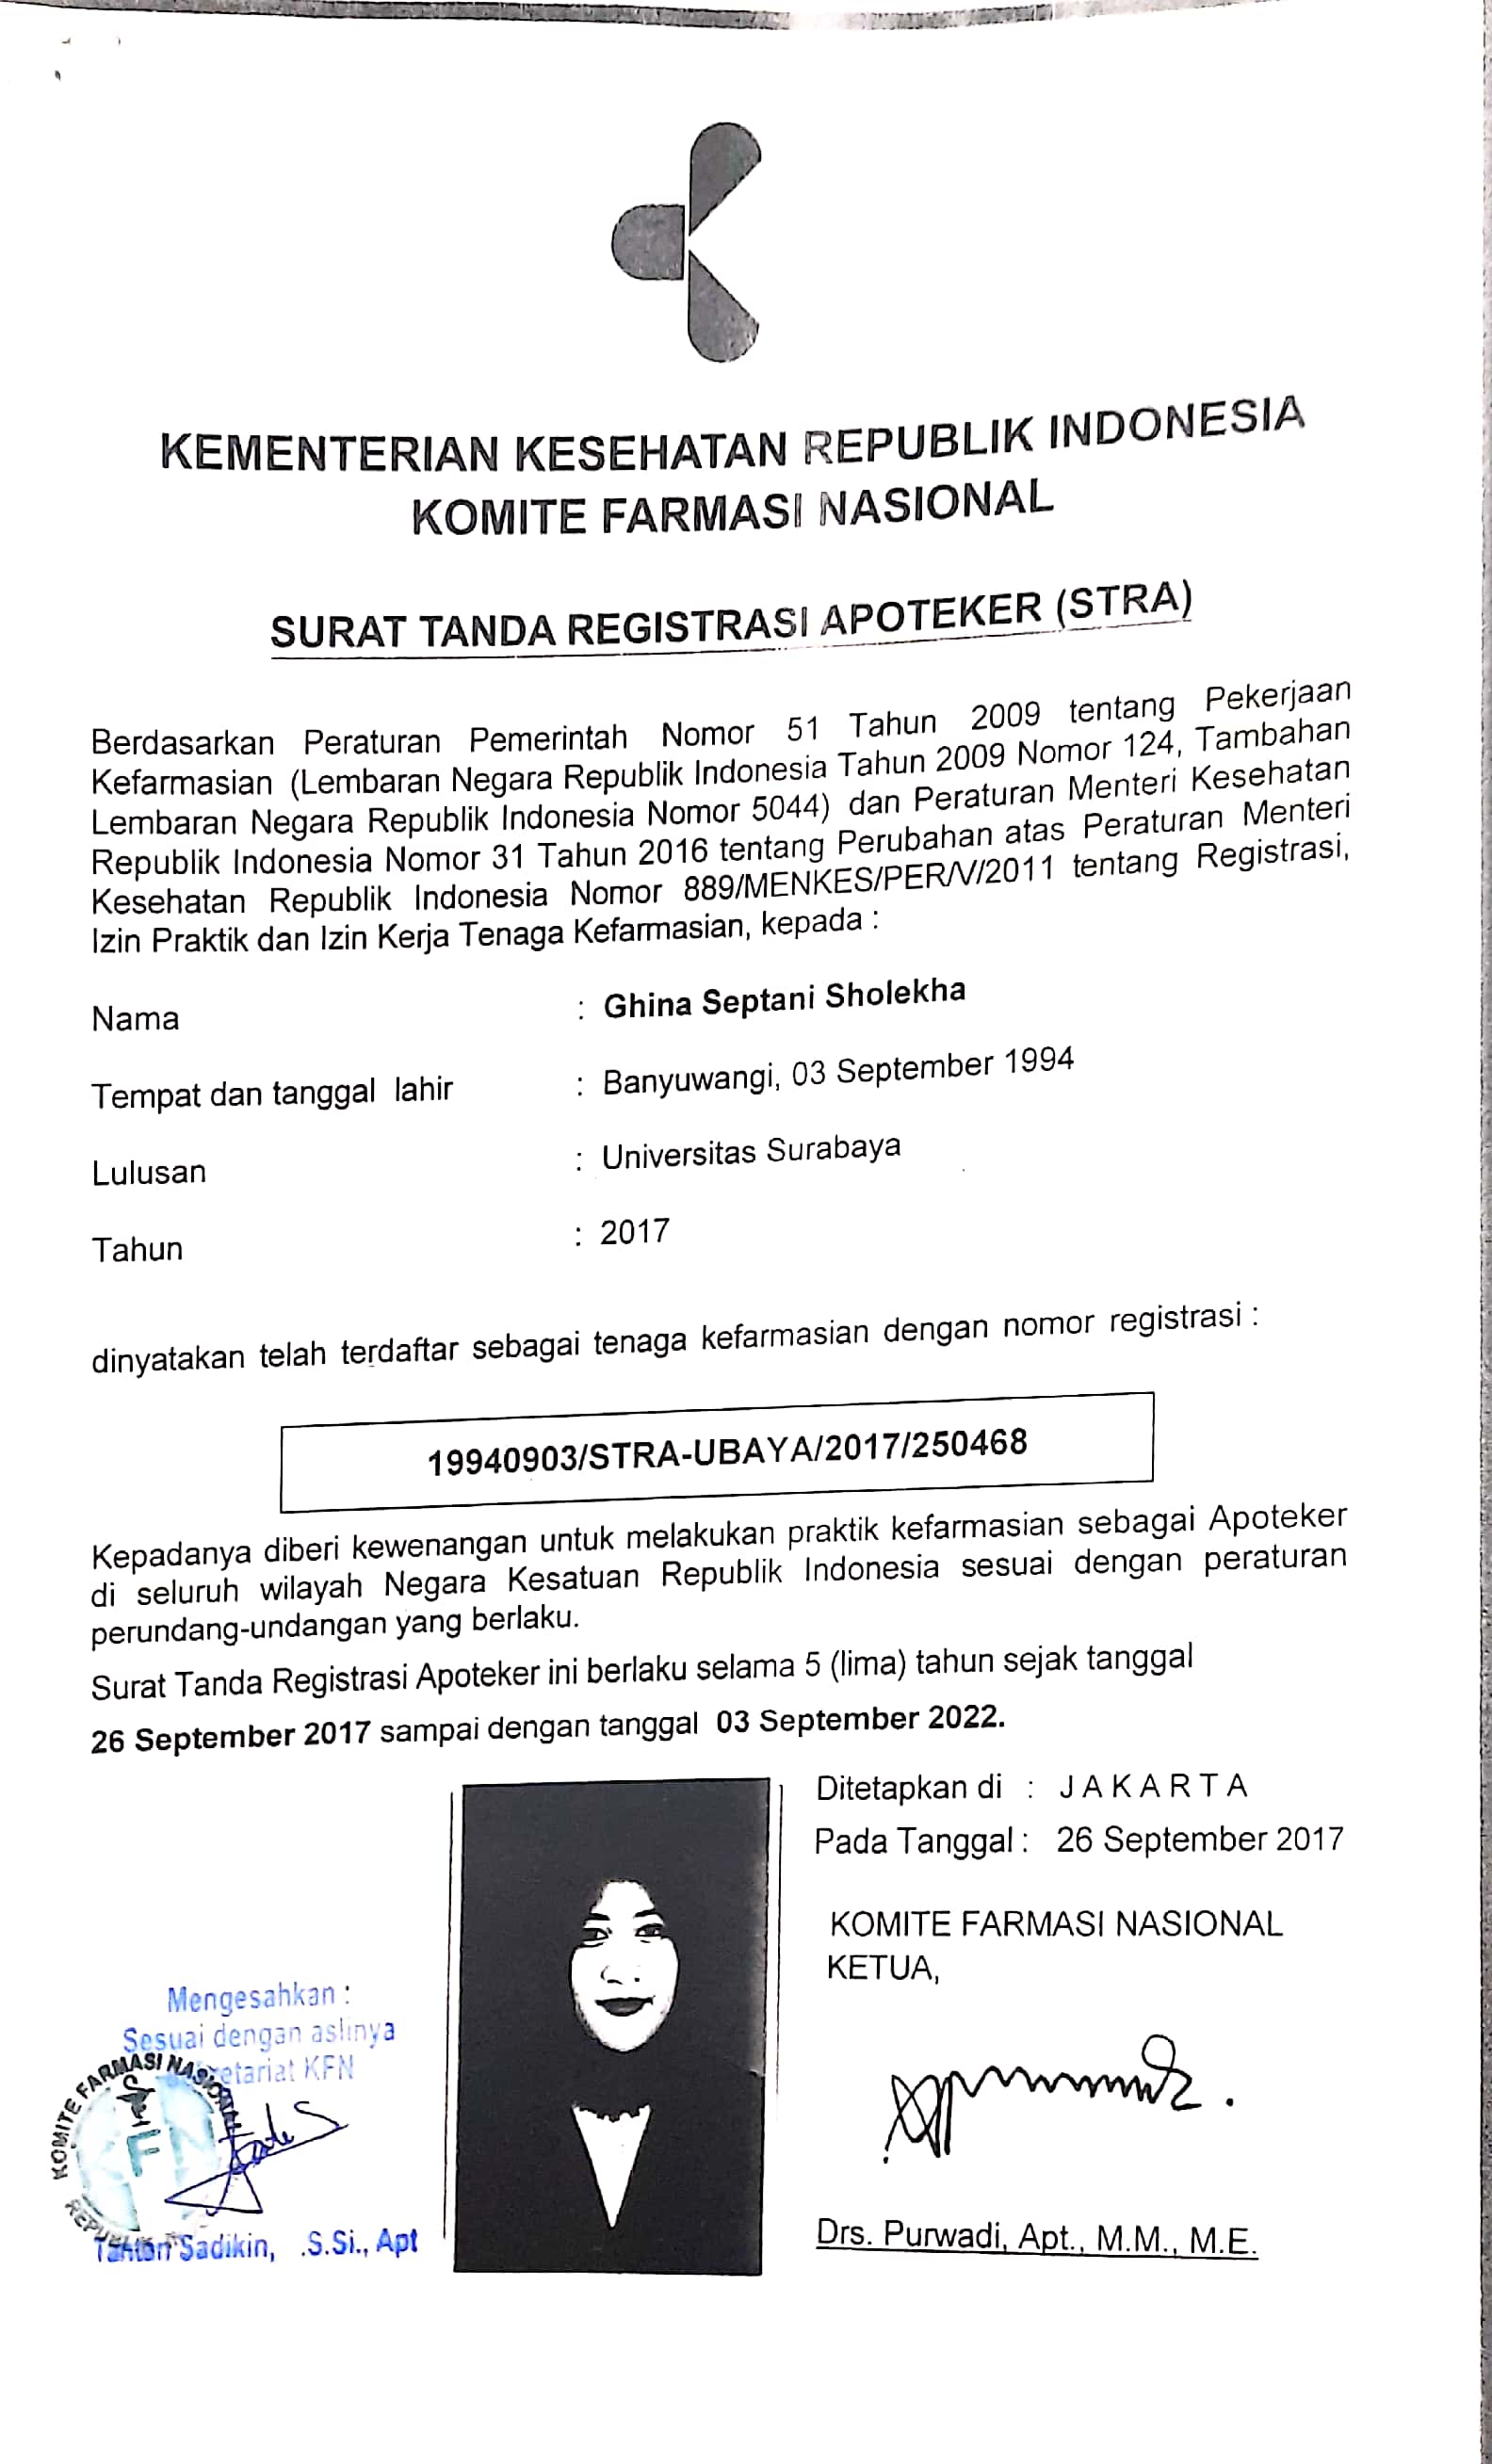 KEMENTERIAN KESEHATAN REPUBLIK INDONESIA
KOMITE FARMASI NASIONAL
SURAT TANDA REGISTRASI APOTEKER (STRA)
Berdasarkan Peraturan Pemerintah Nomor 51 Tahun 2009 tentang Pekerjaan
Kefarmasian (Lembaran Negara Republik Indonesia Tahun 2009 Nomor 124, Tambahan
Lembaran Negara Republik Indonesia Nomor 5044) dan Peraturan Menteri Kesehatan
Republik Indonesia Nomor 31 Tahun 2016 tentang Perubahan atas Peraturan Menteri
Kesehatan Republik Indonesia Nomor 889/MENKES/PER/V/2011 tentang Registrasi,
Izin Praktik dan Izin Kerja Tenaga Kefarmasian, kepada :
Nama : Ghina Septani Sholekha
Tempat dan tanggal lahir : Banyuwangi, 03 September 1994
Lulusan : Universitas Surabaya
Tahun : 2017
dinyatakan telah terdaftar sebagai tenaga kefarmasian dengan nomor registrasi :
19940903/STRA-UBAYA/2017/250468
Kepadanya diberi kewenangan untuk melakukan praktik kefarmasian sebagai Apoteker
di seluruh wilayah Negara Kesatuan Republik Indonesia sesuai dengan peraturan
perundang-undangan yang berlaku.
Surat Tanda Registrasi Apoteker ini berlaku selama 5 (lima) tahun sejak tanggal
26 September 2017 sampai dengan tanggal 03 September 2022.
Ditetapkan di : J A K A R T A
Pada Tanggal : 26 September 2017
KOMITE FARMASI NASIONAL
KETUA,
Drs. Purwadi, Apt., M.M., M.E.
Mengesahkan :
Sesuai dengan aslinya
KFN
KOMITE FARMASI NASIONAL
Sadikin, .S.Si., Apt